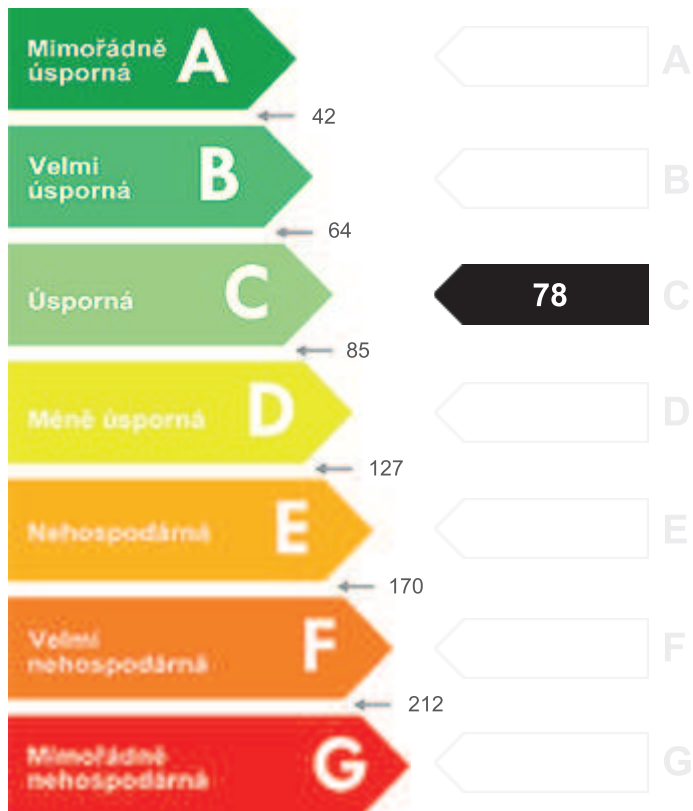 Mimořádně
úsporná
A
A
42
Velmi
úsporná
B
B
64
Úsporná
C
78
C
85
Méně úsporná
D
D
127
Nehospodárná
E
E
170
Velmi
nehospodárná
F
F
212
Mimořádně
nehospodárná
G
G